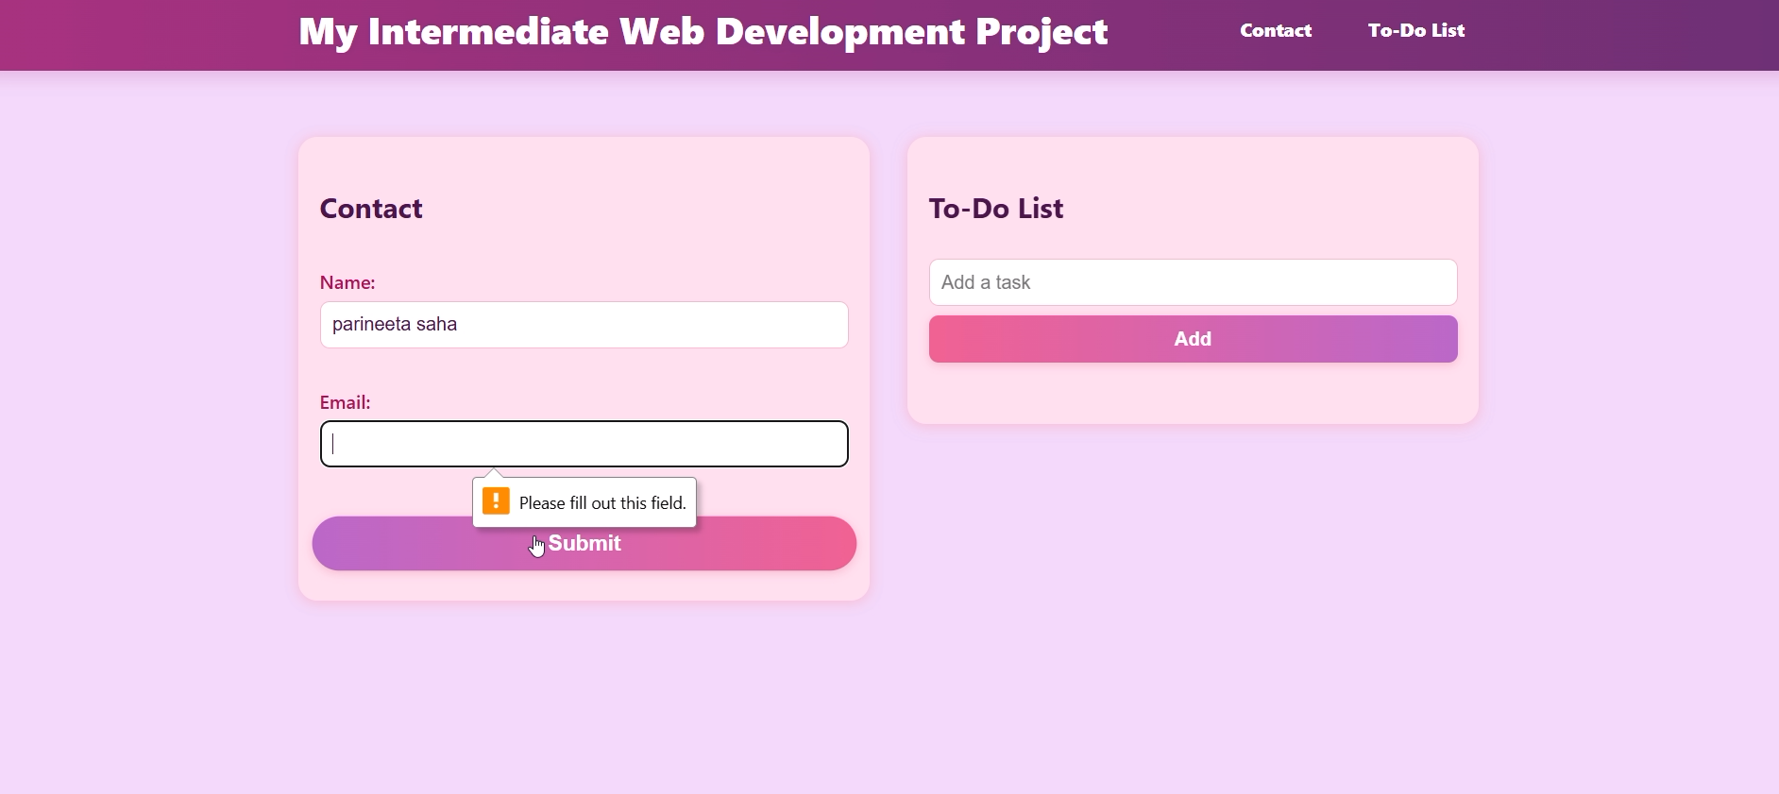 My Intermediate Web Development Project
Contact
To-Do List
Contact
Name:
parineeta saha
Email:
Please fill out this field.
Submit
To-Do List
Add a task
Add